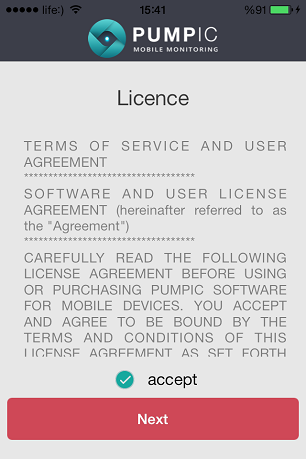 life:) 15:41 %91
PUMPIC
MOBILE MONITORING
Licence
TERMS OF SERVICE AND USER
AGREEMENT
***********************************
SOFTWARE AND USER LICENSE
AGREEMENT (hereinafter referred to as
the "Agreement")
***********************************
CAREFULLY READ THE FOLLOWING
LICENSE AGREEMENT BEFORE USING
OR PURCHASING PUMPIC SOFTWARE
FOR MOBILE DEVICES. YOU ACCEPT
AND AGREE TO BE BOUND BY THE
TERMS AND CONDITIONS OF THIS
LICENSE AGREEMENT AS SET FORTH
accept
Next